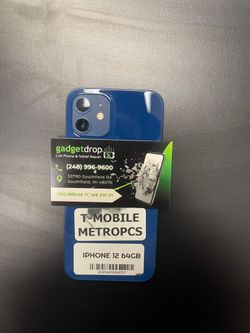 gadgetdrop
Cell Phone & Tablet Repair
(248) 996-9600
30790 Southfield Rd
Southfield, MI 48076
YOU BREAK IT, WE FIX IT!
T-MOBILE
METROPCS
IPHONE 12 64GB